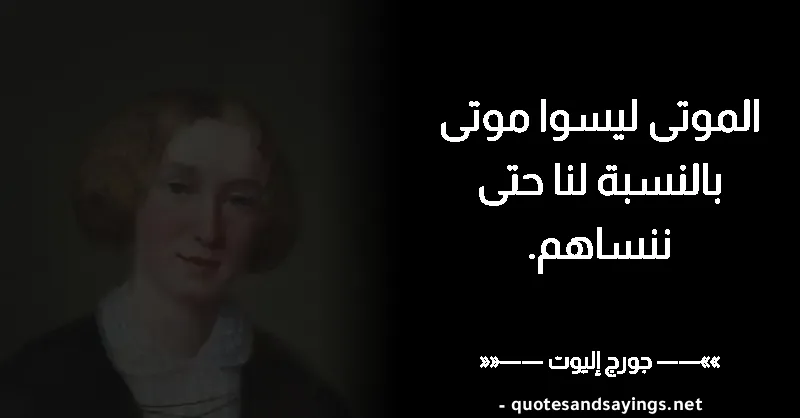 الموتى ليسوا موتى
بالنسبة لنا حتى
ننساهم.
»»—— جورج إليوت ——««
- quotesandsayings.net